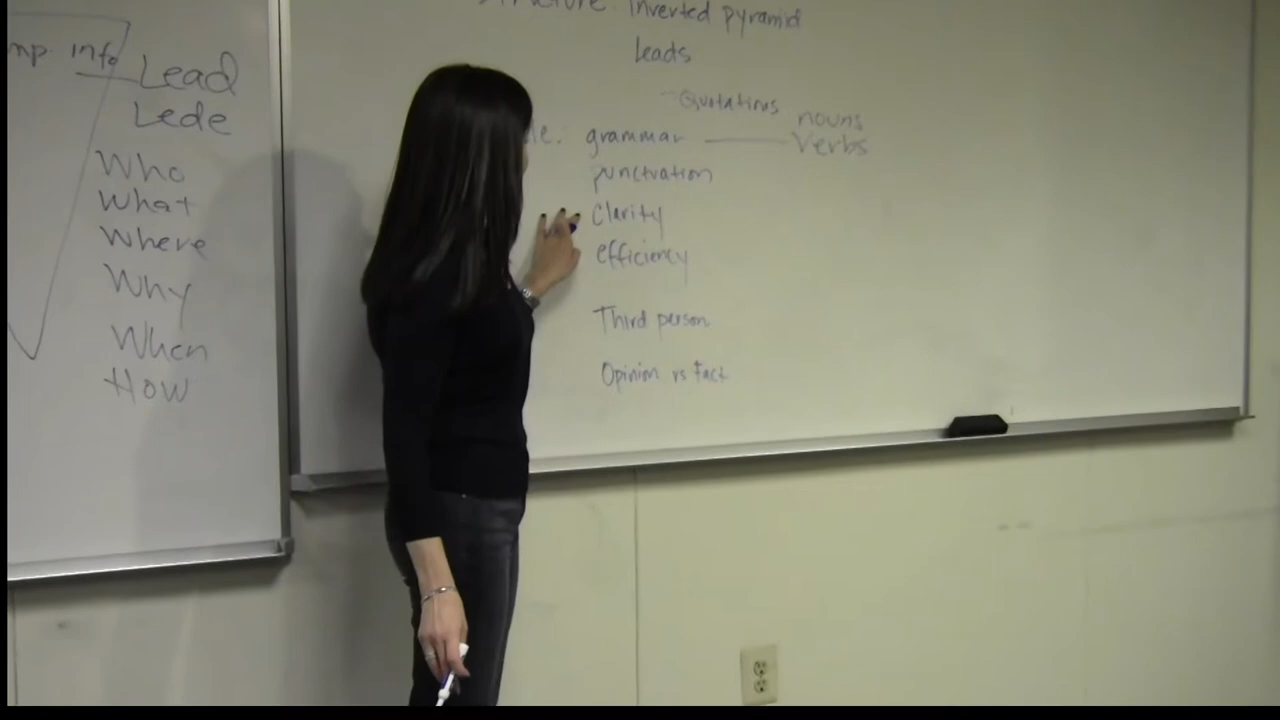 info
Lead
Lede
Who
What
Where
Why
When
How
Structure inverted pyramid
leads
Quotations
grammar nouns
verbs
punctuation
Clarity
efficiency
Third person
Opinion vs Fact